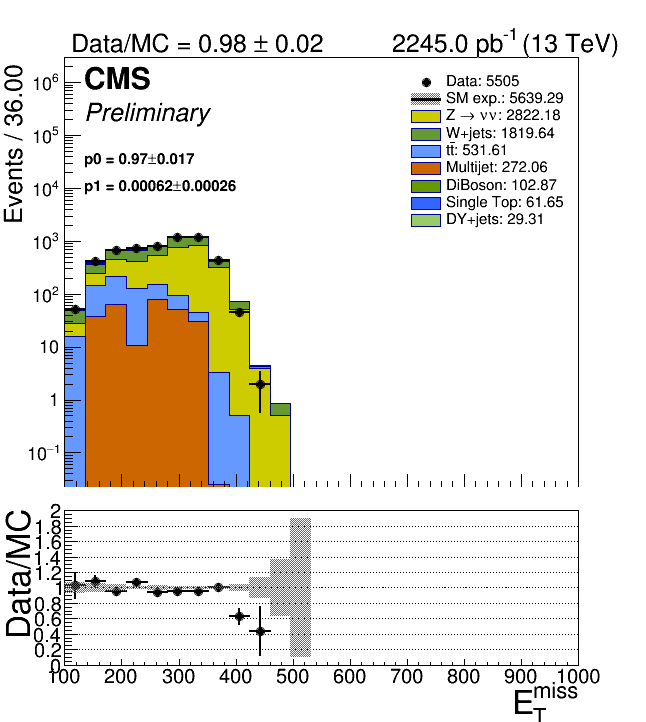 Data/MC = 0.98 ± 0.02
2245.0 pb⁻¹ (13 TeV)
CMS
Preliminary
p0 = 0.97±0.017
p1 = 0.00062±0.00026
Data: 5505
SM exp.: 5639.29
Z → νν: 2822.18
W+jets: 1819.64
tt̄: 531.61
Multijet: 272.06
DiBoson: 102.87
Single Top: 61.65
DY+jets: 29.31
Events / 36.00
10⁶
10⁵
10⁴
10³
10²
10
1
10⁻¹
Data/MC
2
1.8
1.6
1.4
1.2
1
0.8
0.6
0.4
0.2
0
100 200 300 400 500 600 700 800 900 1000
E_T^miss